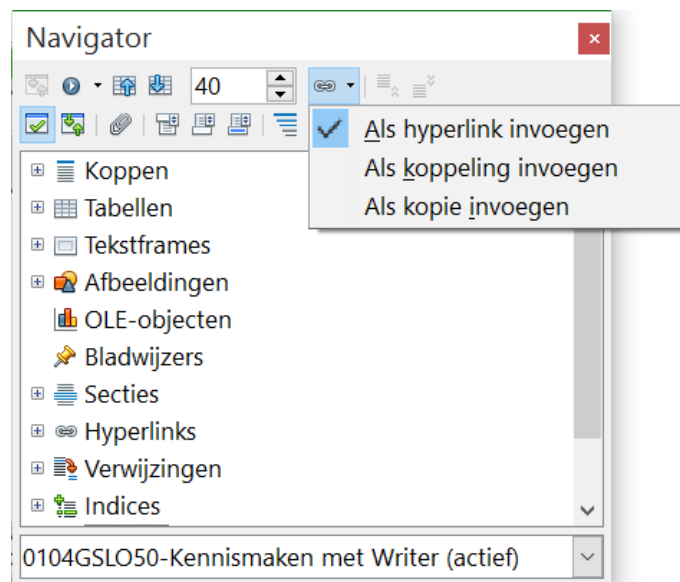 Navigator
40
Als hyperlink invoegen
Als koppeling invoegen
Als kopie invoegen
Koppen
Tabellen
Tekstframes
Afbeeldingen
OLE-objecten
Bladwijzers
Secties
Hyperlinks
Verwijzingen
Indices
0104GSLO50-Kennismaken met Writer (actief)